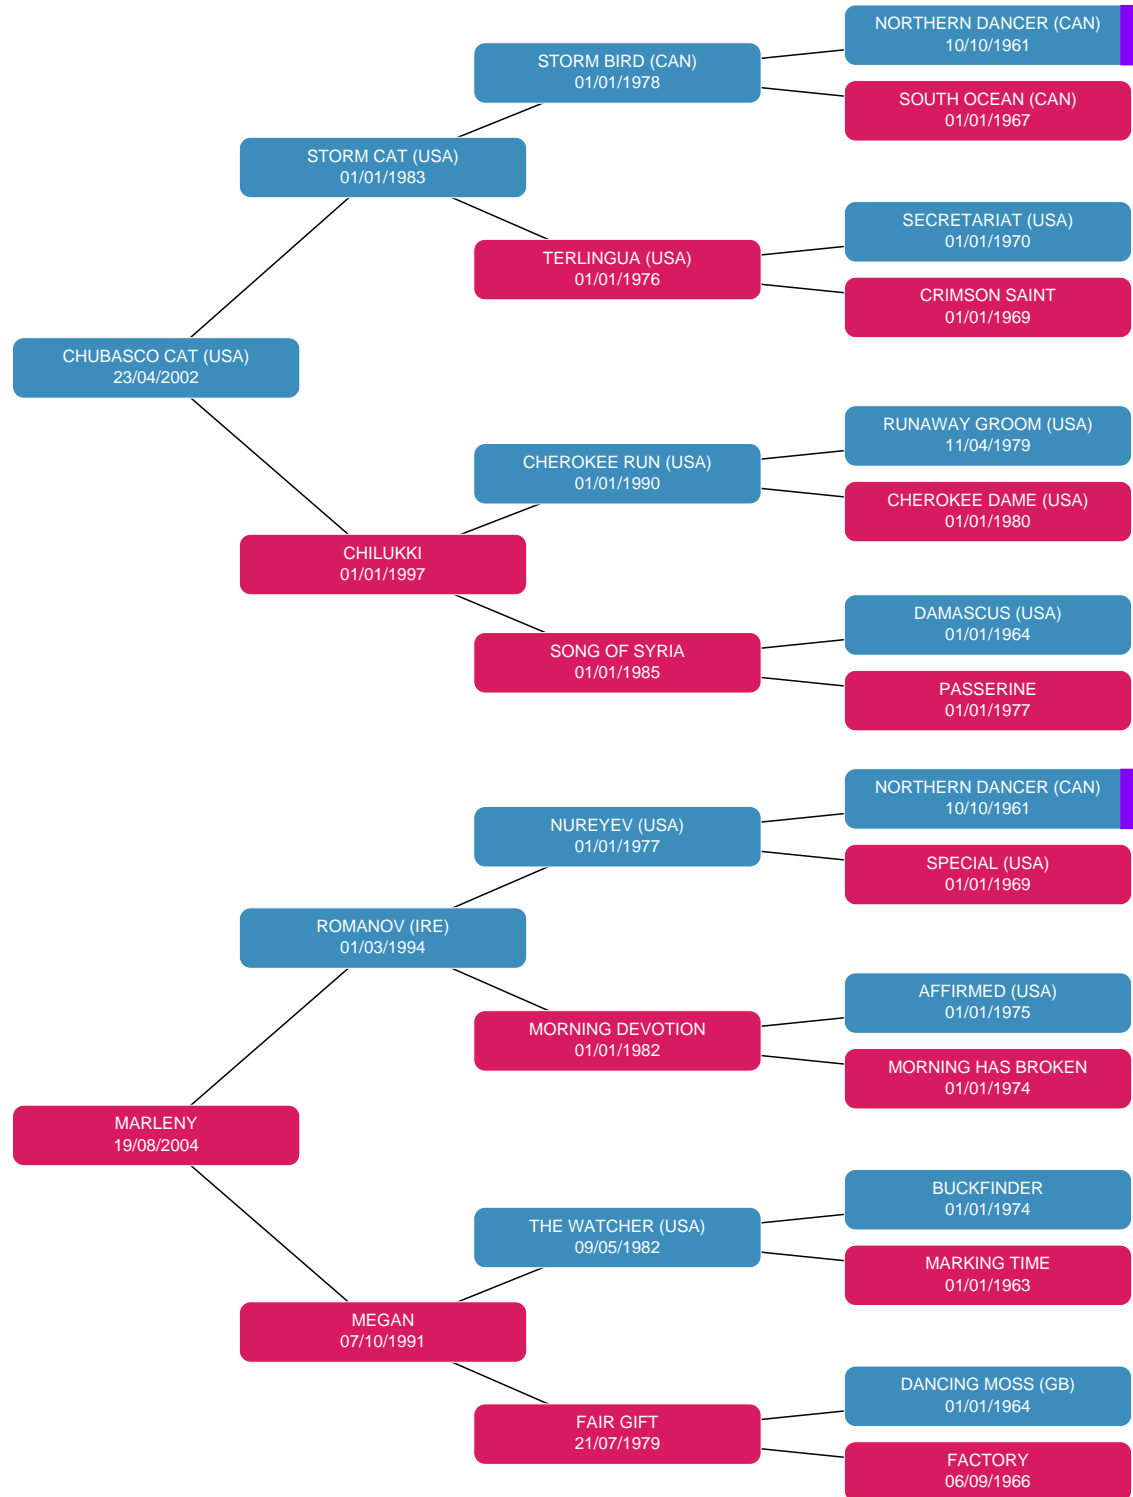 NORTHERN DANCER (CAN)
10/10/1961
STORM BIRD (CAN)
01/01/1978
SOUTH OCEAN (CAN)
01/01/1967
STORM CAT (USA)
01/01/1983
SECRETARIAT (USA)
01/01/1970
TERLINGUA (USA)
01/01/1976
CRIMSON SAINT
01/01/1969
CHUBASCO CAT (USA)
23/04/2002
RUNAWAY GROOM (USA)
11/04/1979
CHEROKEE RUN (USA)
01/01/1990
CHEROKEE DAME (USA)
01/01/1980
CHILUKKI
01/01/1997
DAMASCUS (USA)
01/01/1964
SONG OF SYRIA
01/01/1985
PASSERINE
01/01/1977
NORTHERN DANCER (CAN)
10/10/1961
NUREYEV (USA)
01/01/1977
SPECIAL (USA)
01/01/1969
ROMANOV (IRE)
01/03/1994
AFFIRMED (USA)
01/01/1975
MORNING DEVOTION
01/01/1982
MORNING HAS BROKEN
01/01/1974
MARLENY
19/08/2004
BUCKFINDER
01/01/1974
THE WATCHER (USA)
09/05/1982
MARKING TIME
01/01/1963
MEGAN
07/10/1991
DANCING MOSS (GB)
01/01/1964
FAIR GIFT
21/07/1979
FACTORY
06/09/1966